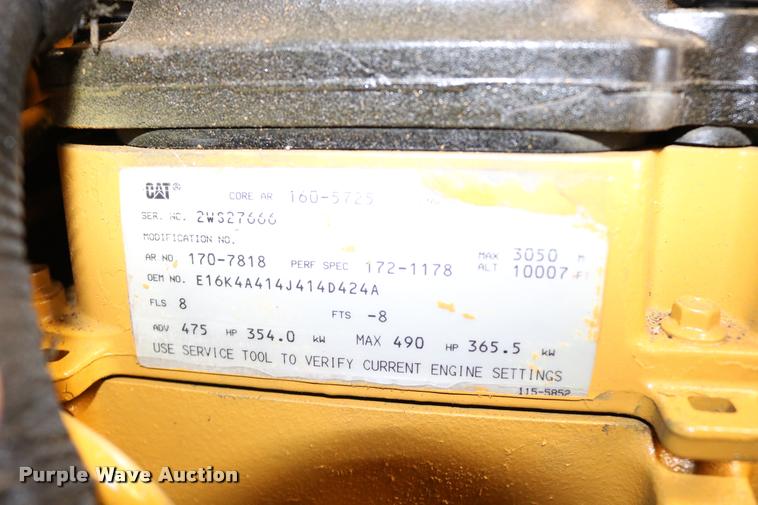 CAT® CORE AR 160-5725 NO
SER. NO. 2WS27666
MODIFICATION NO.
AR NO 170-7818 PERF SPEC 172-1178 MAX ALT 3050 M 10007 FT
OEM NO. E16K4A414J414D424A
FLS 8 FTS -8
ADV 475 HP 354.0 kW MAX 490 HP 365.5 kW
USE SERVICE TOOL TO VERIFY CURRENT ENGINE SETTINGS
115-5852
Purple Wave Auction